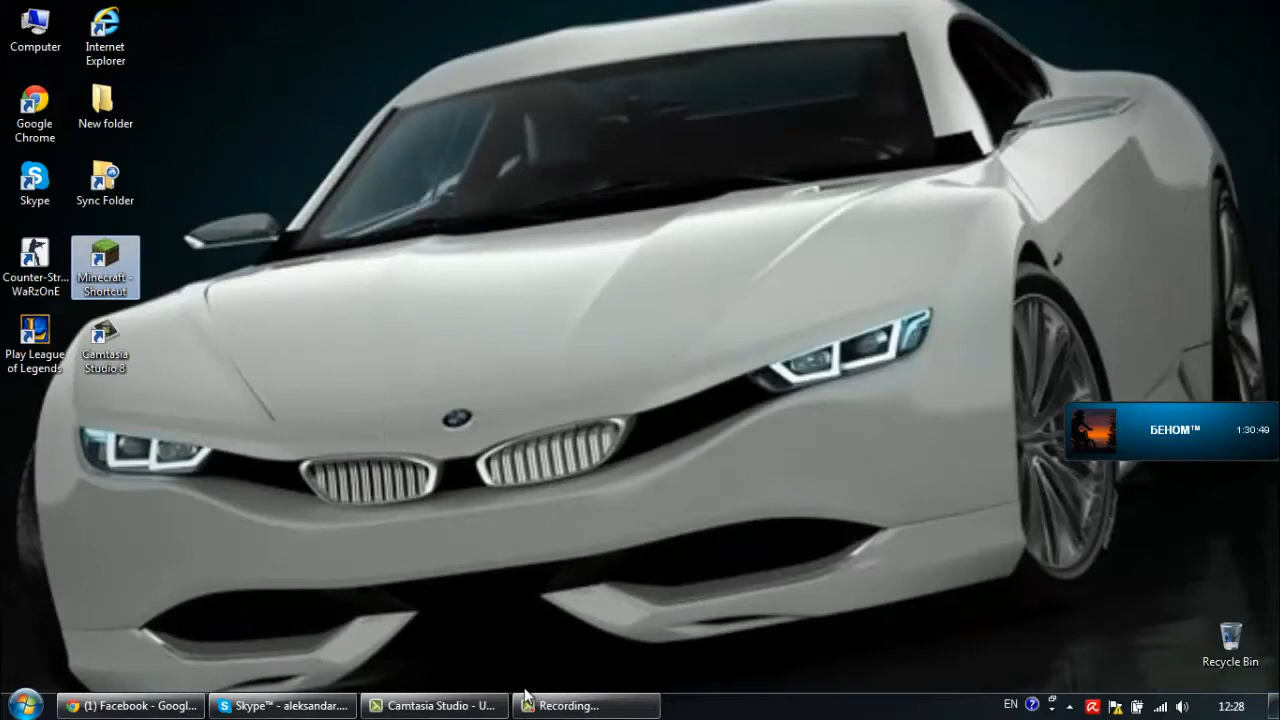 Computer
Internet
Explorer
Google
Chrome
New folder
Skype
Sync Folder
Counter-Str...
WaRzOnE
Minecraft -
Shortcut
Play League
of Legends
Camtasia
Studio 8
БЕНОМ™
1:30:49
Recycle Bin
(1) Facebook - Googl...
Skype™ - aleksandar....
Camtasia Studio - U...
Recording...
EN
12:28